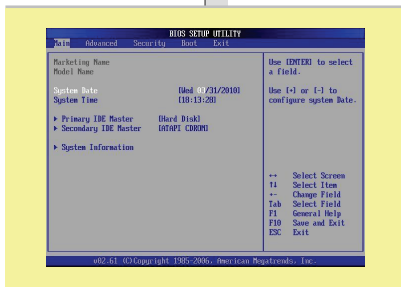 BIOS SETUP UTILITY
Main Advanced Security Boot Exit
Marketing Name
Model Name
System Date [Wed 03/31/2010]
System Time [18:13:28]
▶ Primary IDE Master [Hard Disk]
▶ Secondary IDE Master [ATAPI CDROM]
▶ System Information
Use [ENTER] to select
a field.
Use [+] or [-] to
configure system Date.
↔ Select Screen
↑↓ Select Item
+- Change Field
Tab Select Field
F1 General Help
F10 Save and Exit
ESC Exit
v02.61 (C)Copyright 1985-2006, American Megatrends, Inc.